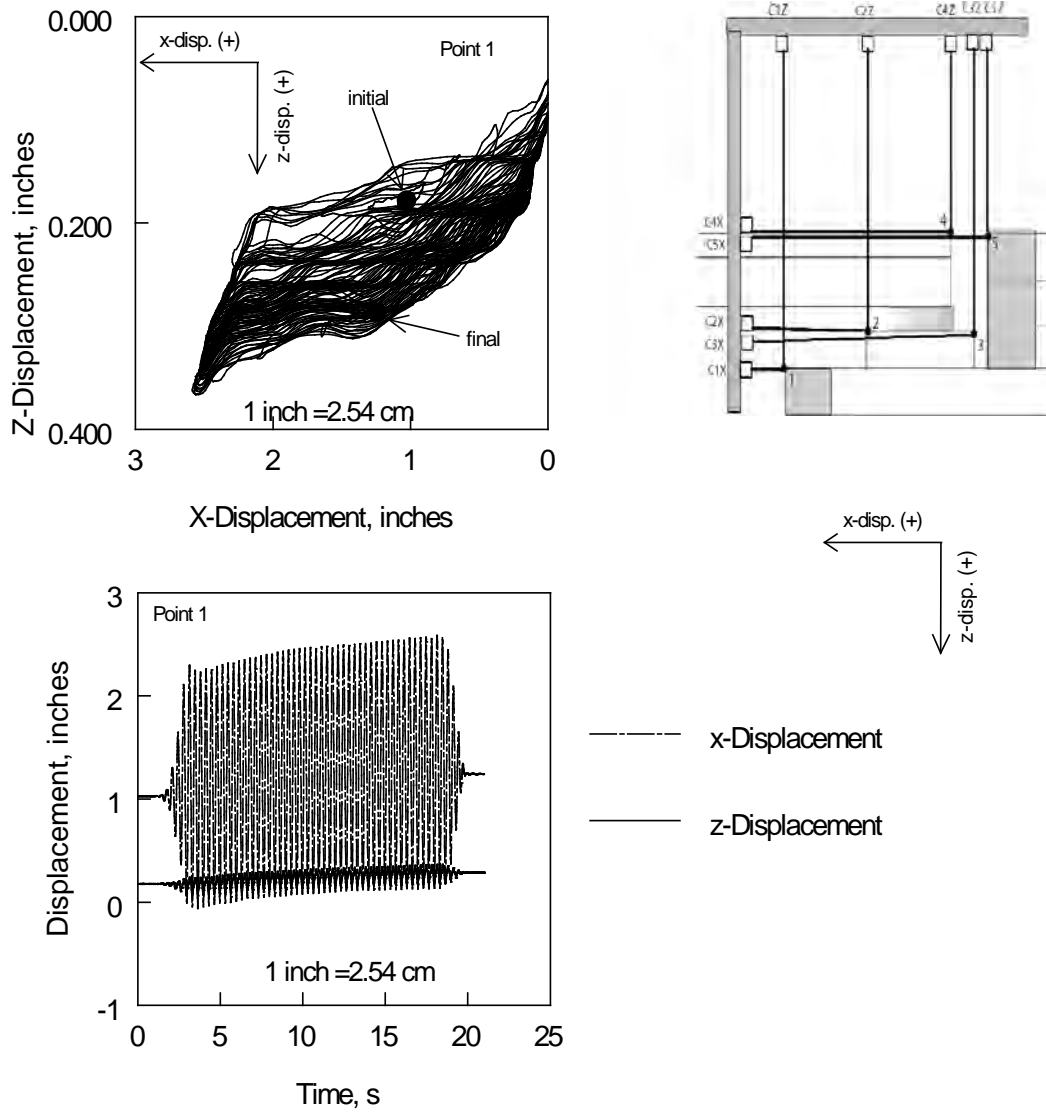 0.000
0.200
0.400
Z-Displacement, inches
x-disp. (+)
z-disp. (+)
Point 1
initial
final
1 inch =2.54 cm
3
2
1
0
X-Displacement, inches
C1Z
C2Z
C4Z
C4X
C5X
C2X
C3X
C1X
4
5
2
3
1
x-disp. (+)
z-disp. (+)
3
2
1
0
-1
Displacement, inches
Point 1
1 inch =2.54 cm
0
5
10
15
20
25
Time, s
x-Displacement
z-Displacement